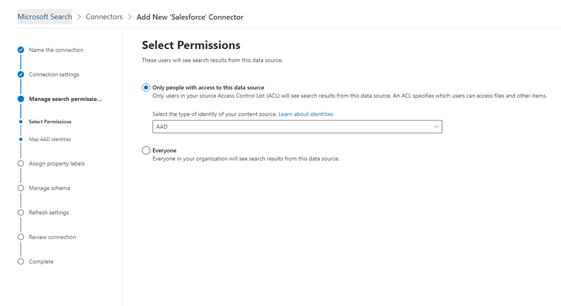 Microsoft Search > Connectors > Add New 'Salesforce' Connector
Name the connection
Connection settings
Manage search permissio...
Select Permissions
Map AAD identities
Assign property labels
Manage schema
Refresh settings
Review connection
Complete
Select Permissions
These users will see search results from this data source.
Only people with access to this data source
Only users in your source Access Control List (ACL) will see search results from this data source. An ACL specifies which users can access files and other items.
Select the type of identity of your content source. Learn about identities
AAD
Everyone
Everyone in your organization will see search results from this data source.